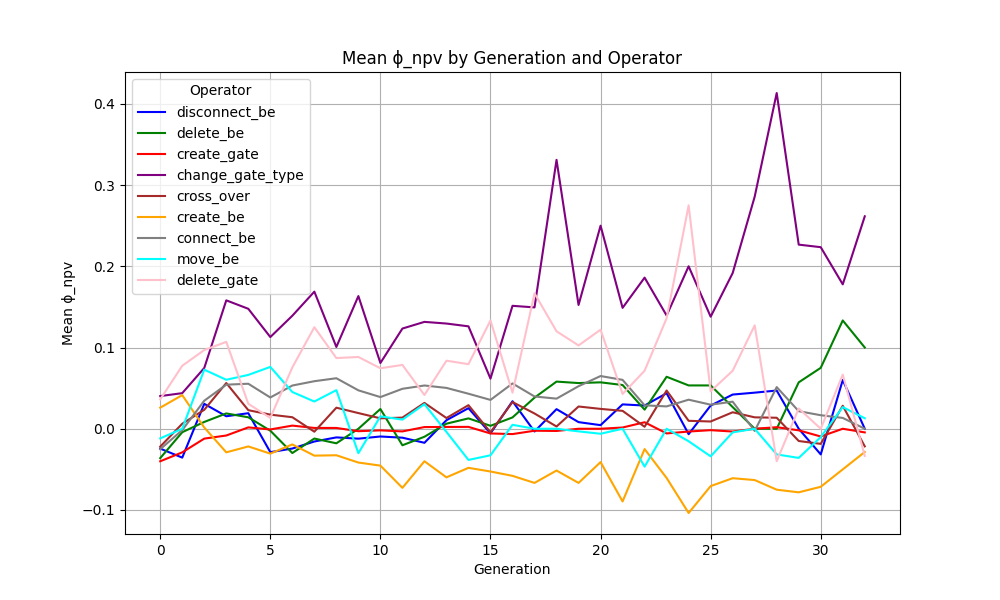 Mean ϕ_npv by Generation and Operator
Operator
disconnect_be
delete_be
create_gate
change_gate_type
cross_over
create_be
connect_be
move_be
delete_gate
Mean ϕ_npv
0.4
0.3
0.2
0.1
0.0
−0.1
0
5
10
15
20
25
30
Generation